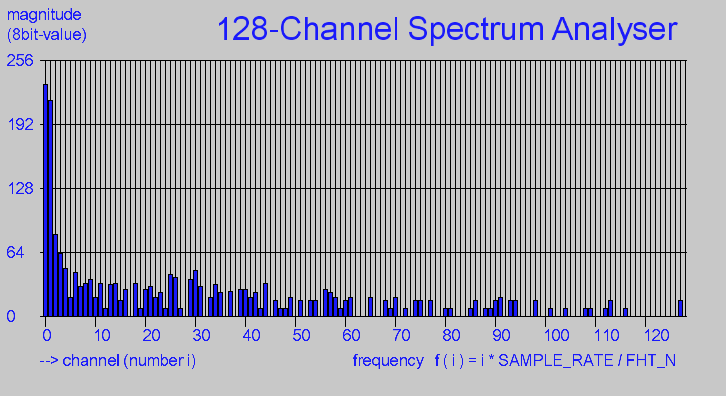 magnitude
(8bit-value)
128-Channel Spectrum Analyser
256
192
128
64
0
0 10 20 30 40 50 60 70 80 90 100 110 120
--> channel (number i)
frequency f ( i ) = i * SAMPLE_RATE / FHT_N